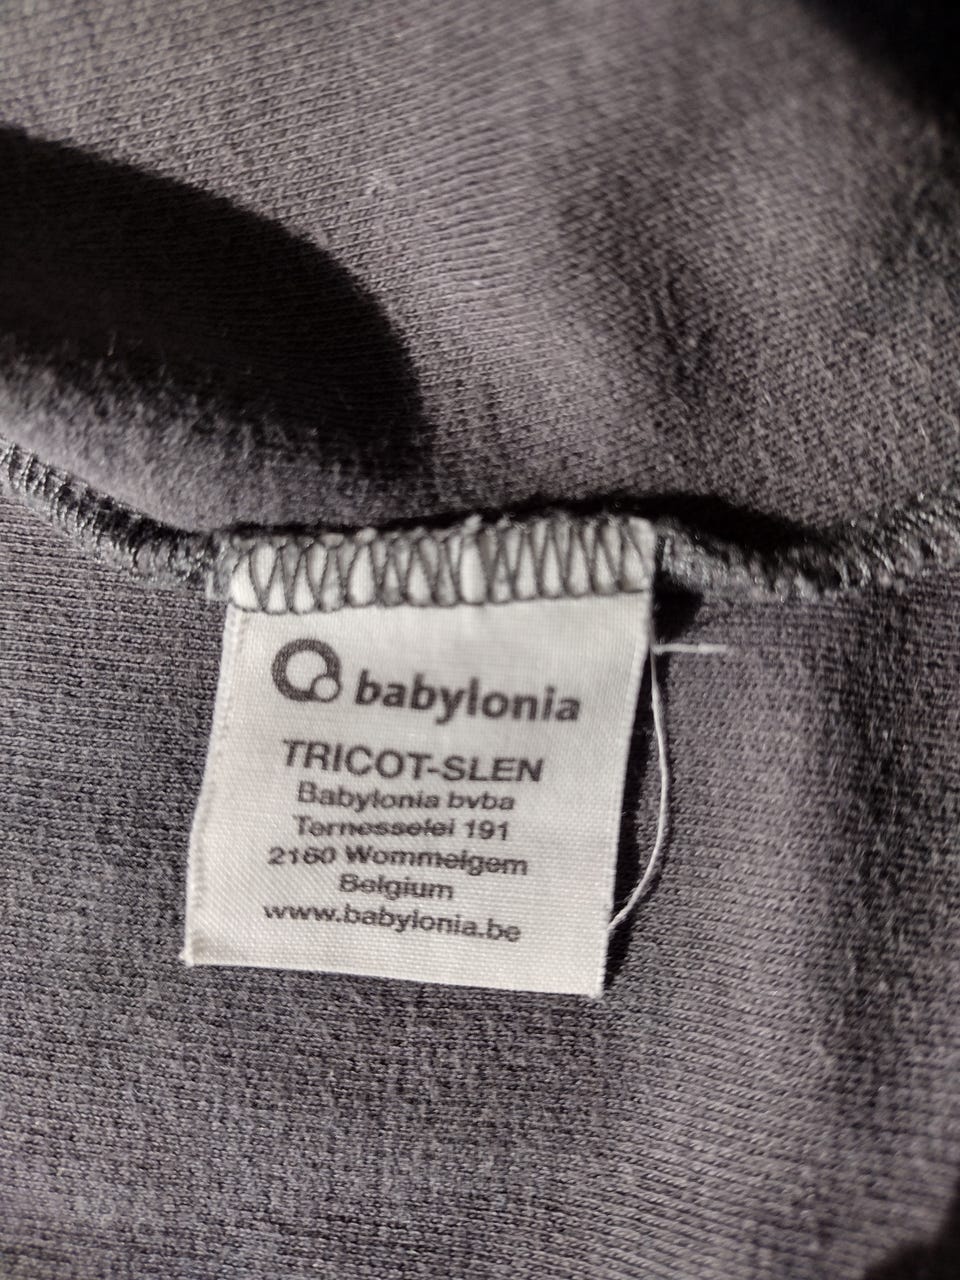 babylonia
TRICOT-SLEN
Babylonia bvba
Ternesselei 191
2160 Wommelgem
Belgium
www.babylonia.be